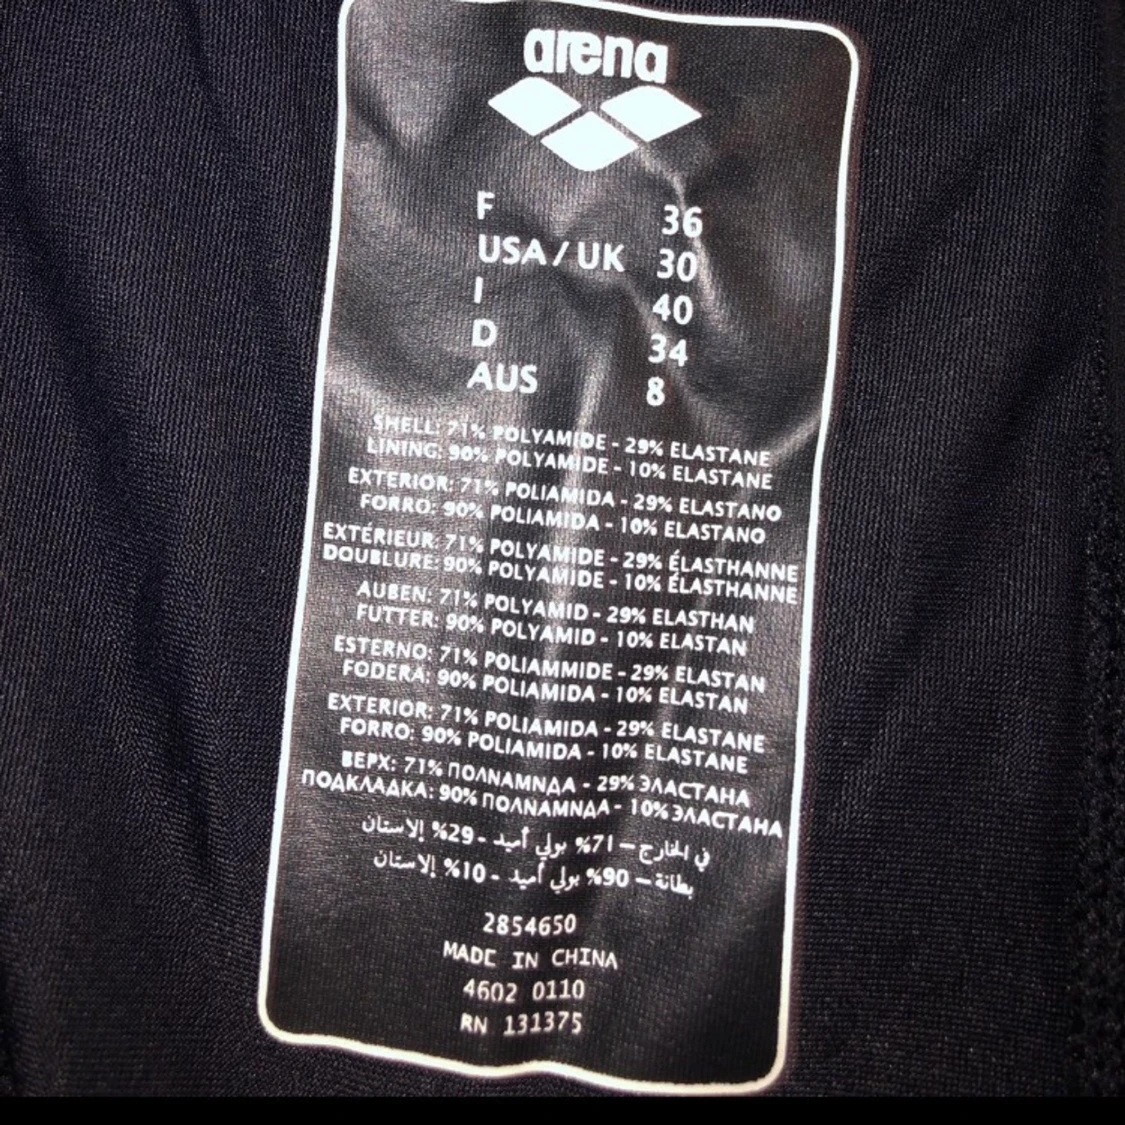 arena
F 36
USA / UK 30
I 40
D 34
AUS 8
SHELL: 71% POLYAMIDE - 29% ELASTANE
LINING: 90% POLYAMIDE - 10% ELASTANE
EXTERIOR: 71% POLIAMIDA - 29% ELASTANO
FORRO: 90% POLIAMIDA - 10% ELASTANO
EXTÉRIEUR: 71% POLYAMIDE - 29% ÉLASTHANNE
DOUBLURE: 90% POLYAMIDE - 10% ÉLASTHANNE
AUBEN: 71% POLYAMID - 29% ELASTHAN
FUTTER: 90% POLYAMID - 10% ELASTAN
ESTERNO: 71% POLIAMMIDE - 29% ELASTAN
FODERA: 90% POLIAMIDA - 10% ELASTAN
EXTERIOR: 71% POLIAMIDA - 29% ELASTANE
FORRO: 90% POLIAMIDA - 10% ELASTANE
ВЕРХ: 71% ПОЛNАМNДА - 29% ЭЛАСТАНА
ПОДКЛАДКА: 90% ПОЛNАМNДА - 10% ЭЛАСТАНА
في الخارج – 71% بولي أميد - 29% إلاستان
بطانة – 90% بولي أميد - 10% إلاستان
2854650
MADE IN CHINA
4602 0110
RN 131375